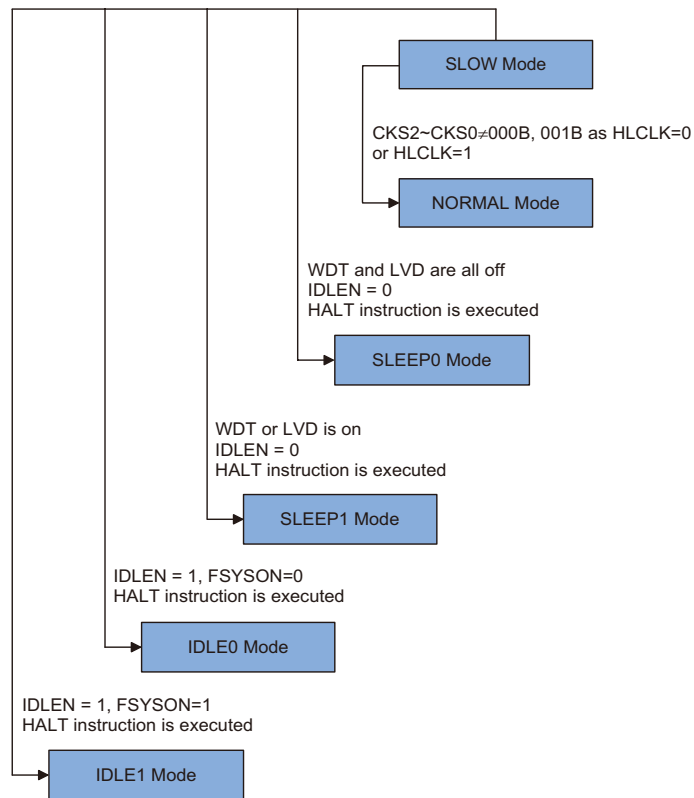 SLOW Mode
CKS2~CKS0≠000B, 001B as HLCLK=0
or HLCLK=1
NORMAL Mode
WDT and LVD are all off
IDLEN = 0
HALT instruction is executed
SLEEP0 Mode
WDT or LVD is on
IDLEN = 0
HALT instruction is executed
SLEEP1 Mode
IDLEN = 1, FSYSON=0
HALT instruction is executed
IDLE0 Mode
IDLEN = 1, FSYSON=1
HALT instruction is executed
IDLE1 Mode